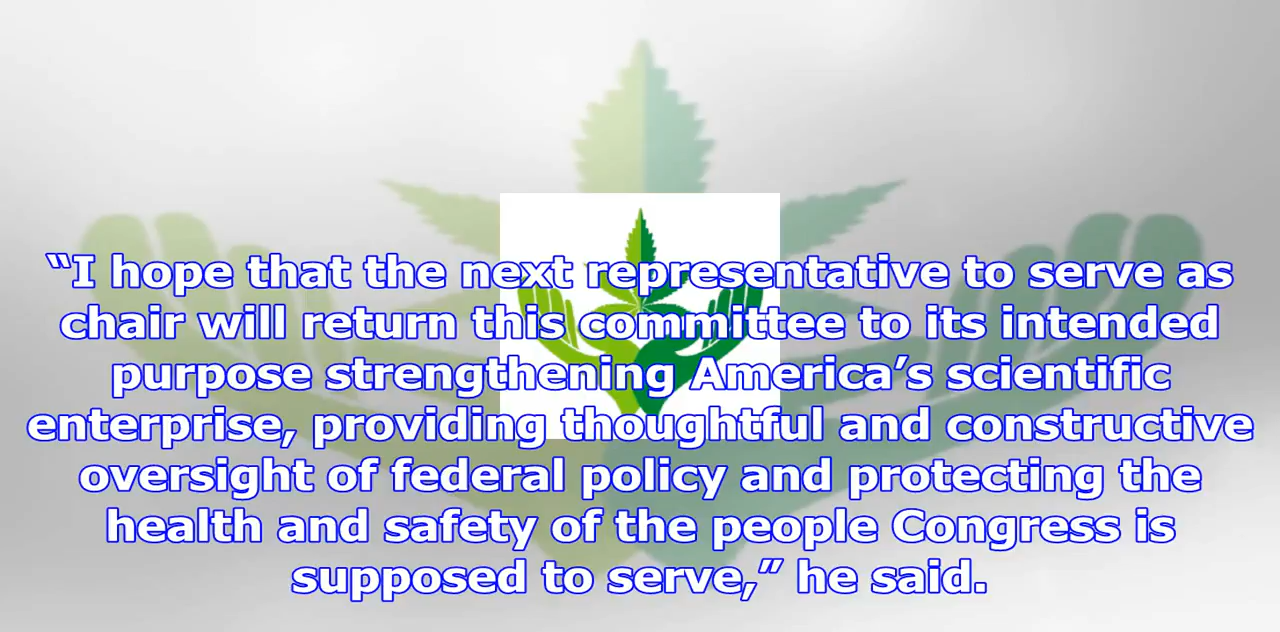 “I hope that the next representative to serve as
chair will return this committee to its intended
purpose strengthening America’s scientific
enterprise, providing thoughtful and constructive
oversight of federal policy and protecting the
health and safety of the people Congress is
supposed to serve,” he said.